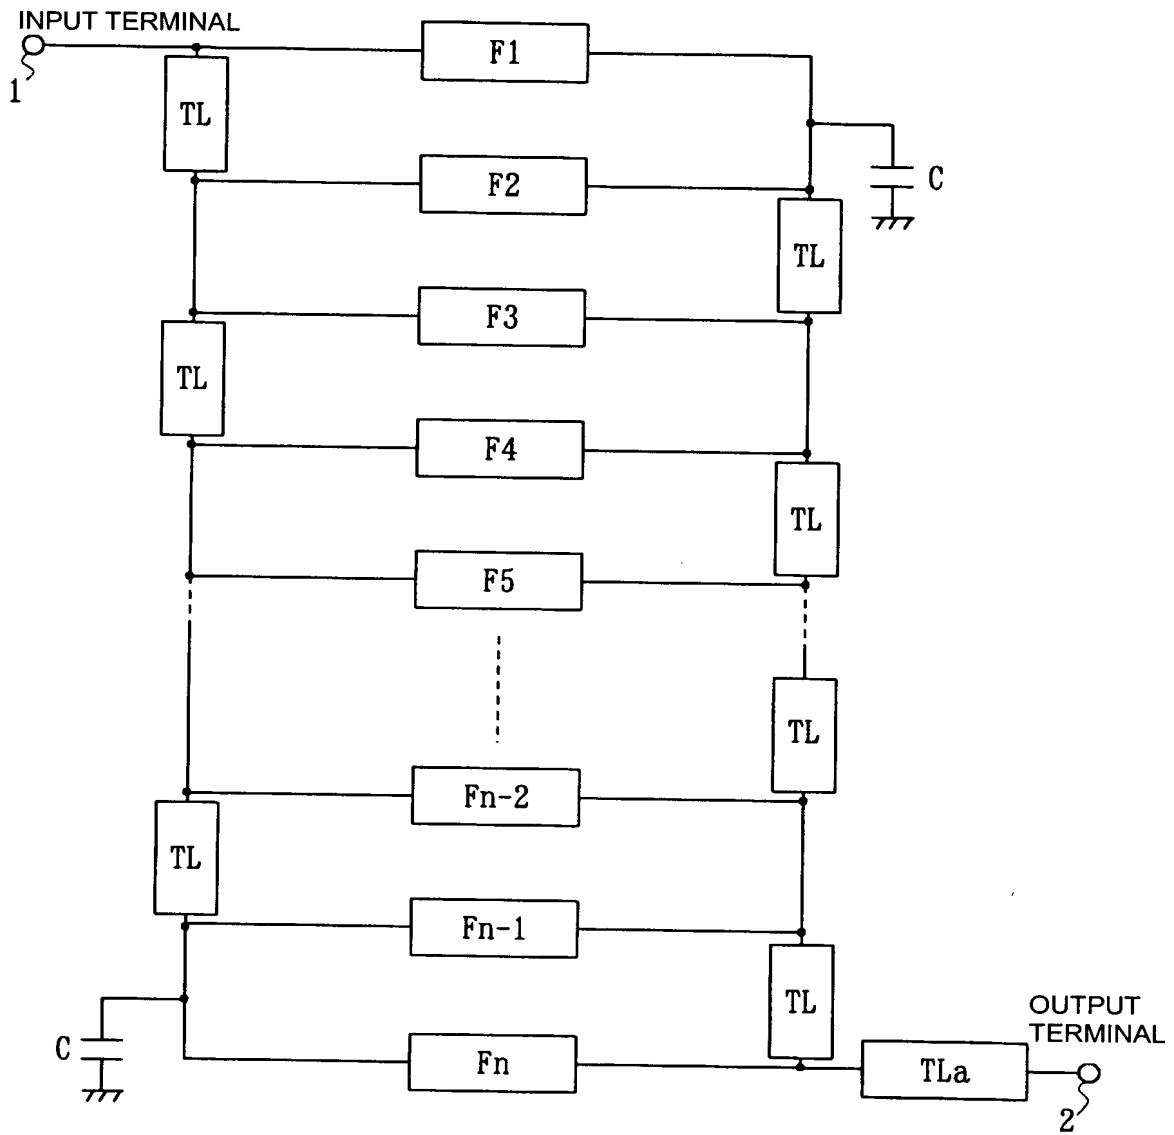 INPUT TERMINAL
1
F1
TL
F2
C
TL
F3
TL
F4
TL
F5
TL
Fn-2
TL
Fn-1
TL
OUTPUT
TERMINAL
C
Fn
TLa
2